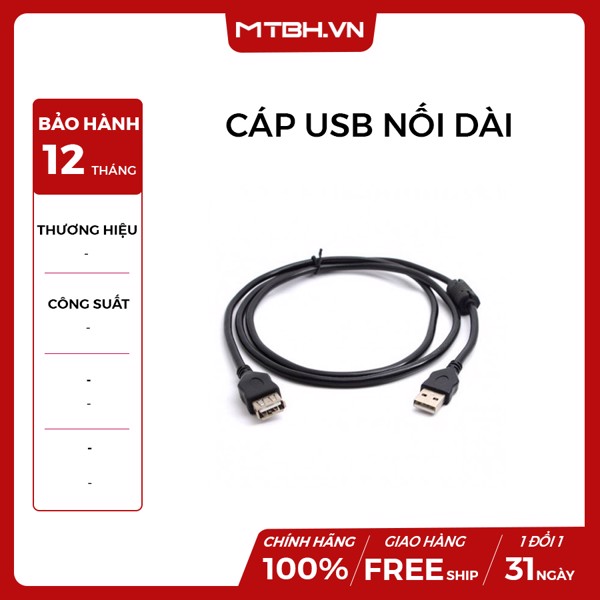 MTBH.VN
CÁP USB NỐI DÀI
BẢO HÀNH
12 THÁNG
THƯƠNG HIỆU
-
CÔNG SUẤT
-
-
-
-
-
CHÍNH HÃNG
100%
GIAO HÀNG
FREE SHIP
1 ĐỔI 1
31 NGÀY